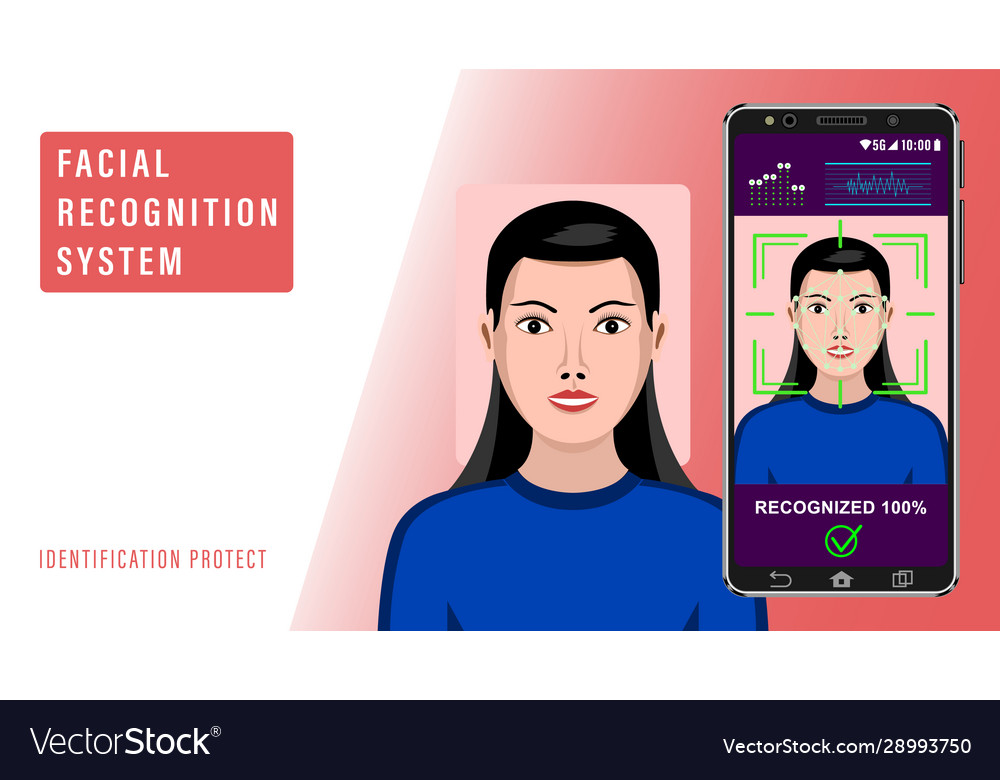 FACIAL
RECOGNITION
SYSTEM
5G 10:00
RECOGNIZED 100%
IDENTIFICATION PROTECT
VectorStock®
VectorStock.com/28993750